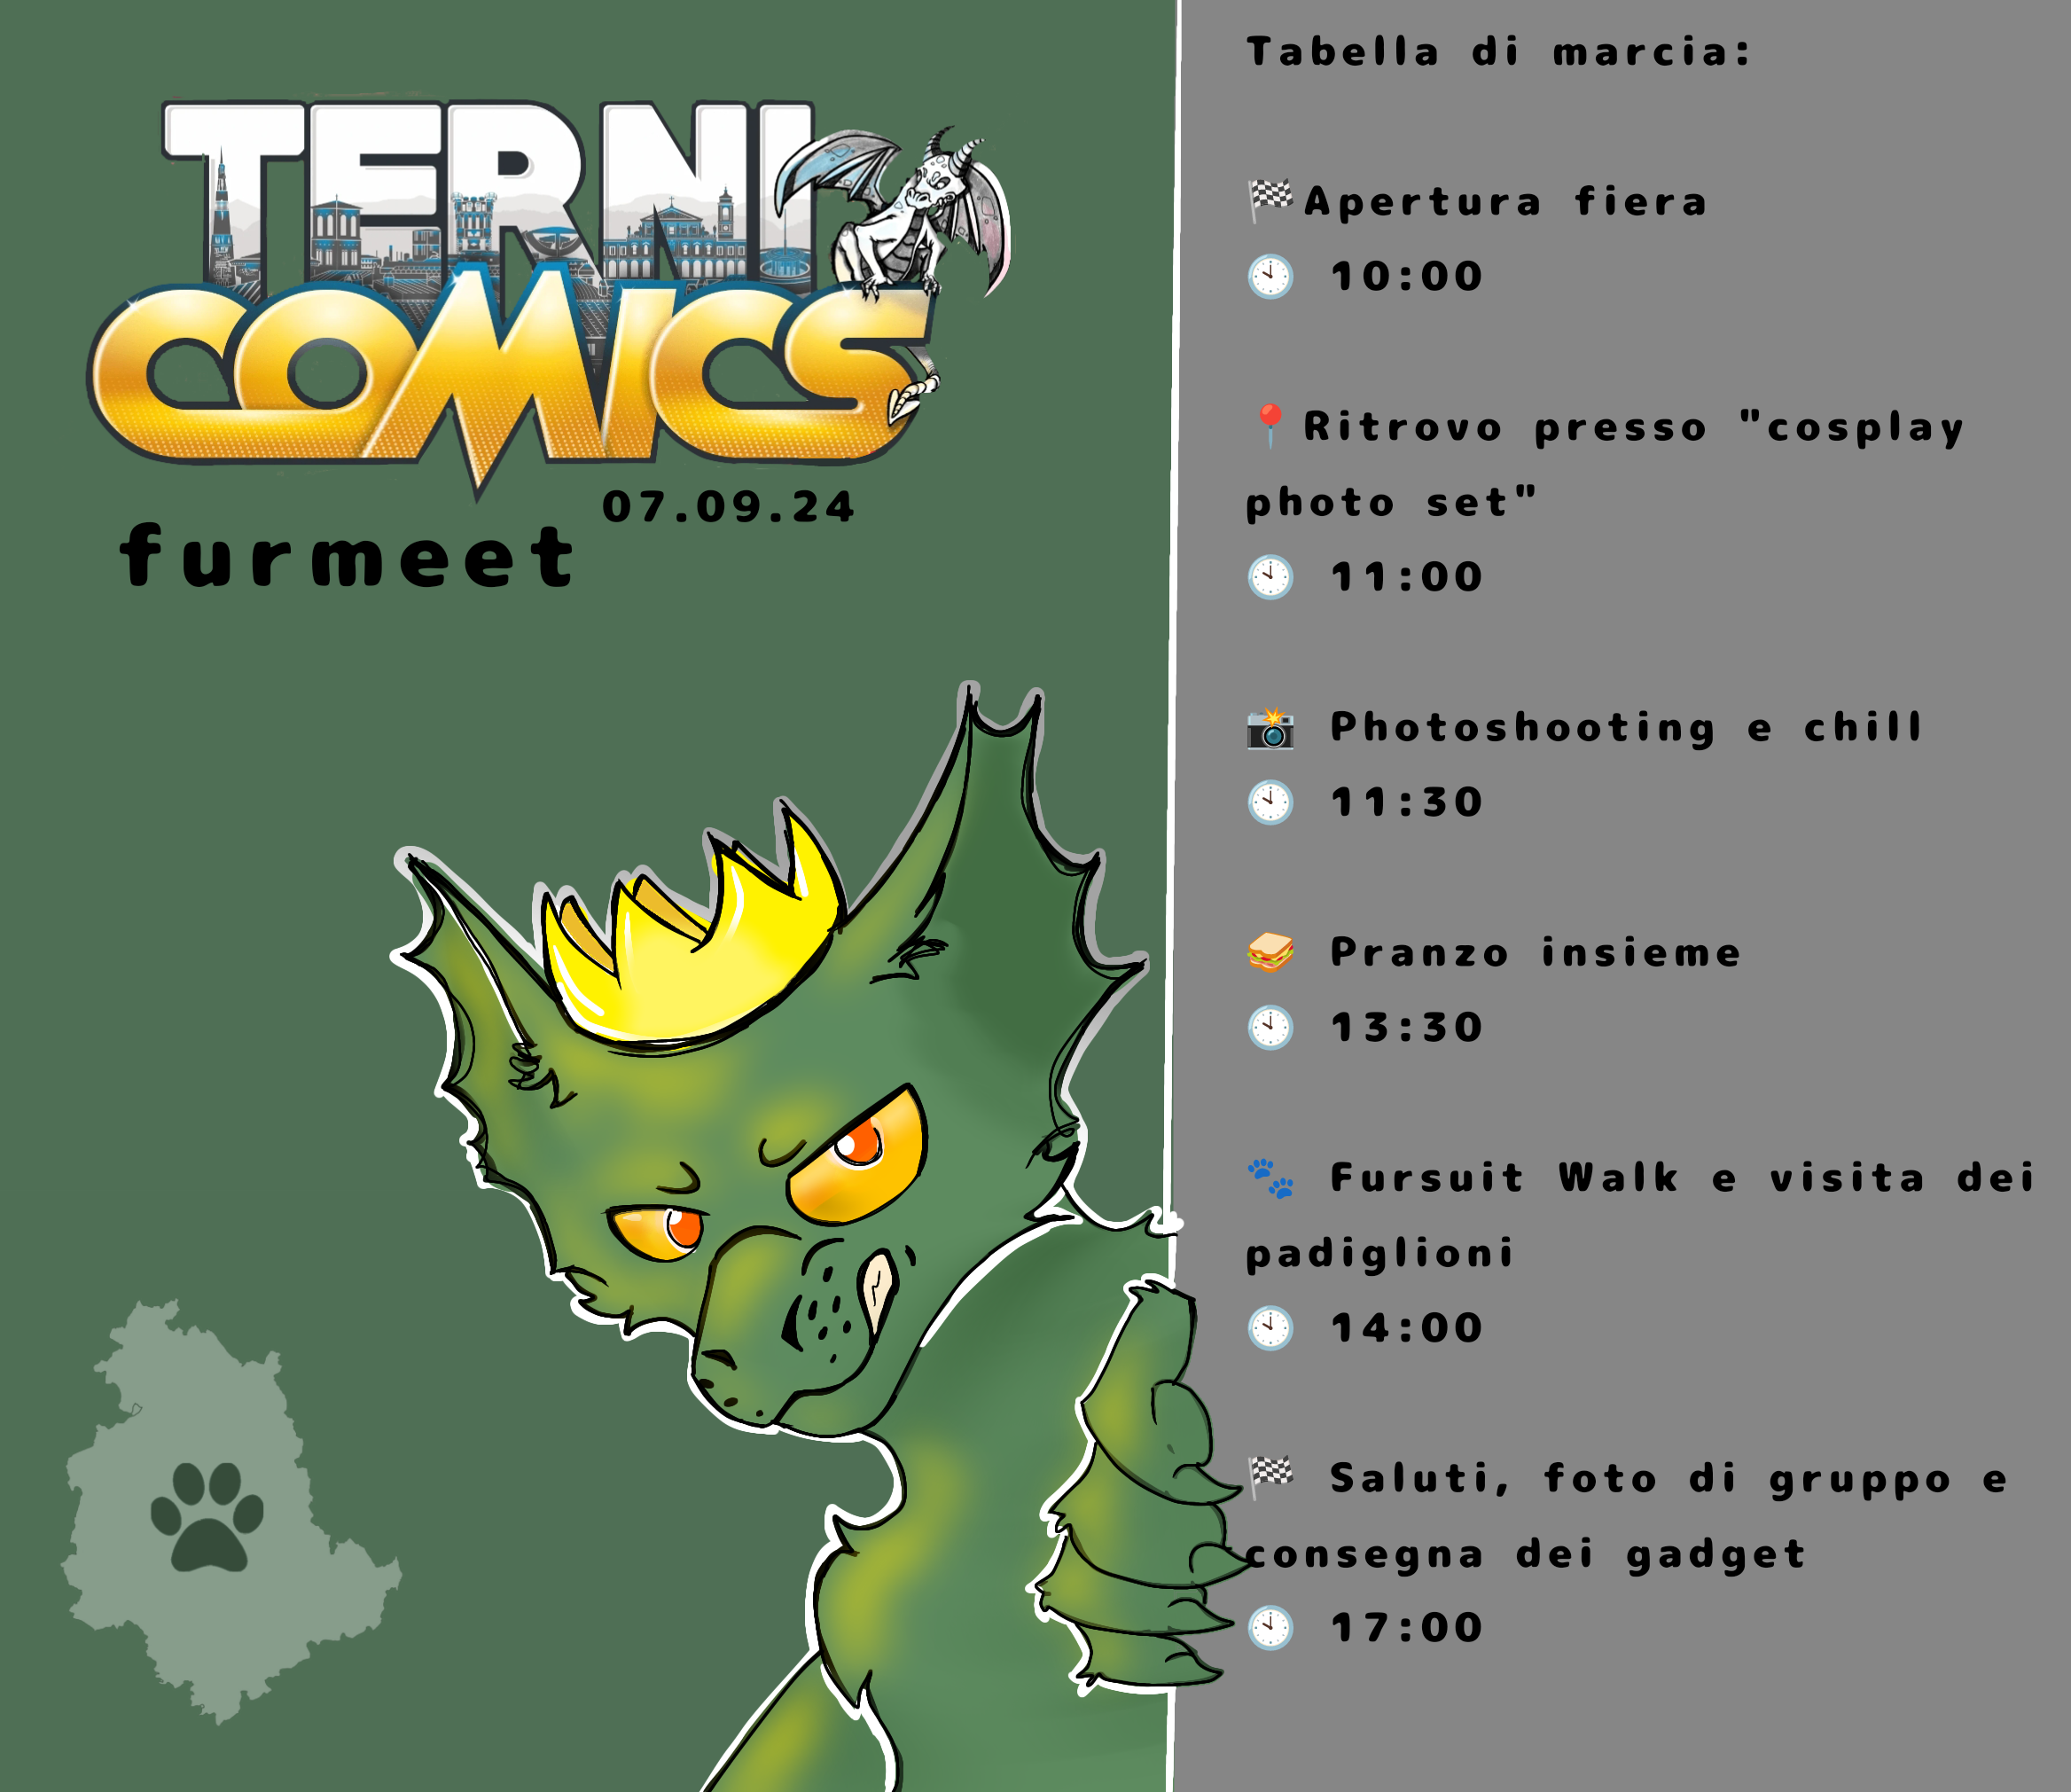 TERNI
COMICS
07.09.24
furmeet
Tabella di marcia:
🏁Apertura fiera
🕙 10:00
📍Ritrovo presso "cosplay
photo set"
🕙 11:00
📸 Photoshooting e chill
🕙 11:30
🥪 Pranzo insieme
🕙 13:30
🐾 Fursuit Walk e visita dei
padiglioni
🕙 14:00
🏁 Saluti, foto di gruppo e
consegna dei gadget
🕙 17:00